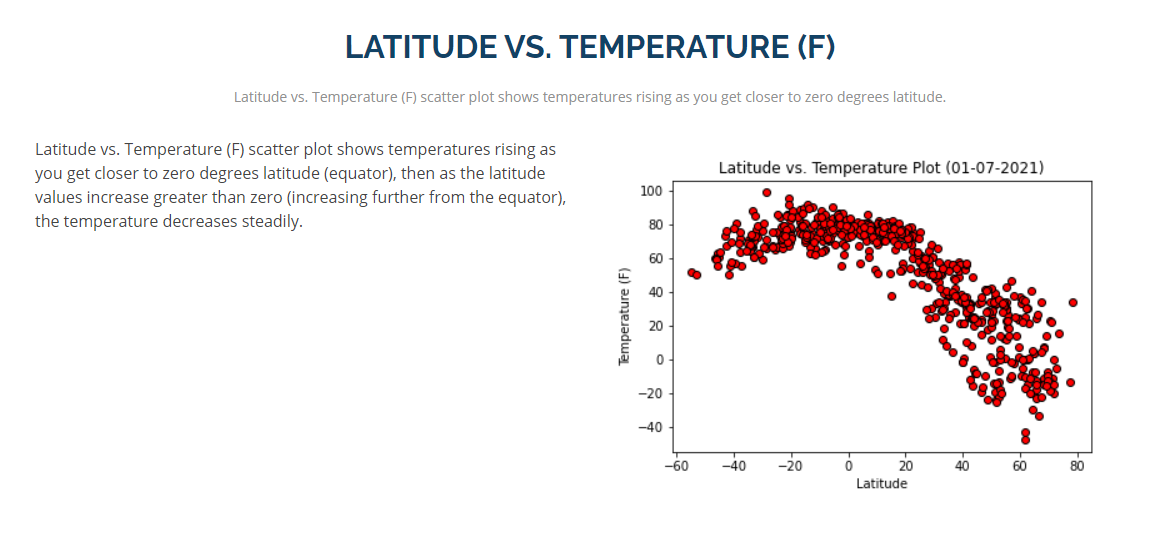 LATITUDE VS. TEMPERATURE (F)
Latitude vs. Temperature (F) scatter plot shows temperatures rising as you get closer to zero degrees latitude.
Latitude vs. Temperature (F) scatter plot shows temperatures rising as
you get closer to zero degrees latitude (equator), then as the latitude
values increase greater than zero (increasing further from the equator),
the temperature decreases steadily.
Latitude vs. Temperature Plot (01-07-2021)
Temperature (F)
100
80
60
40
20
0
−20
−40
−60 −40 −20 0 20 40 60 80
Latitude